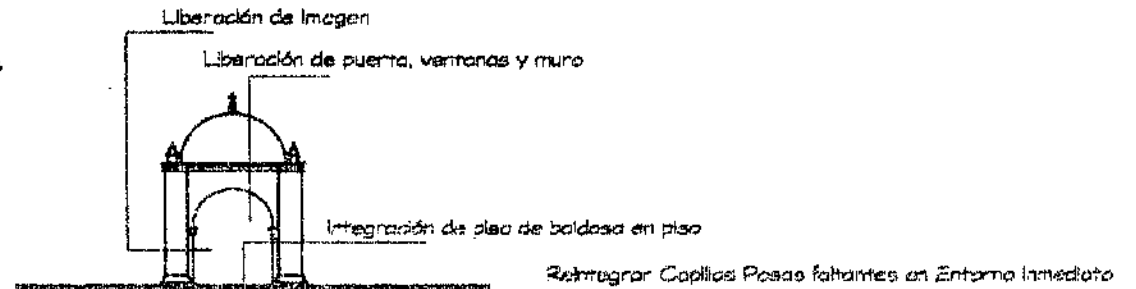 Liberación de Imagen
Liberación de puerta, ventanas y muro
Integración de piso de baldosa en piso
Reintegrar Capillas Posas faltantes en Entorno Inmediato